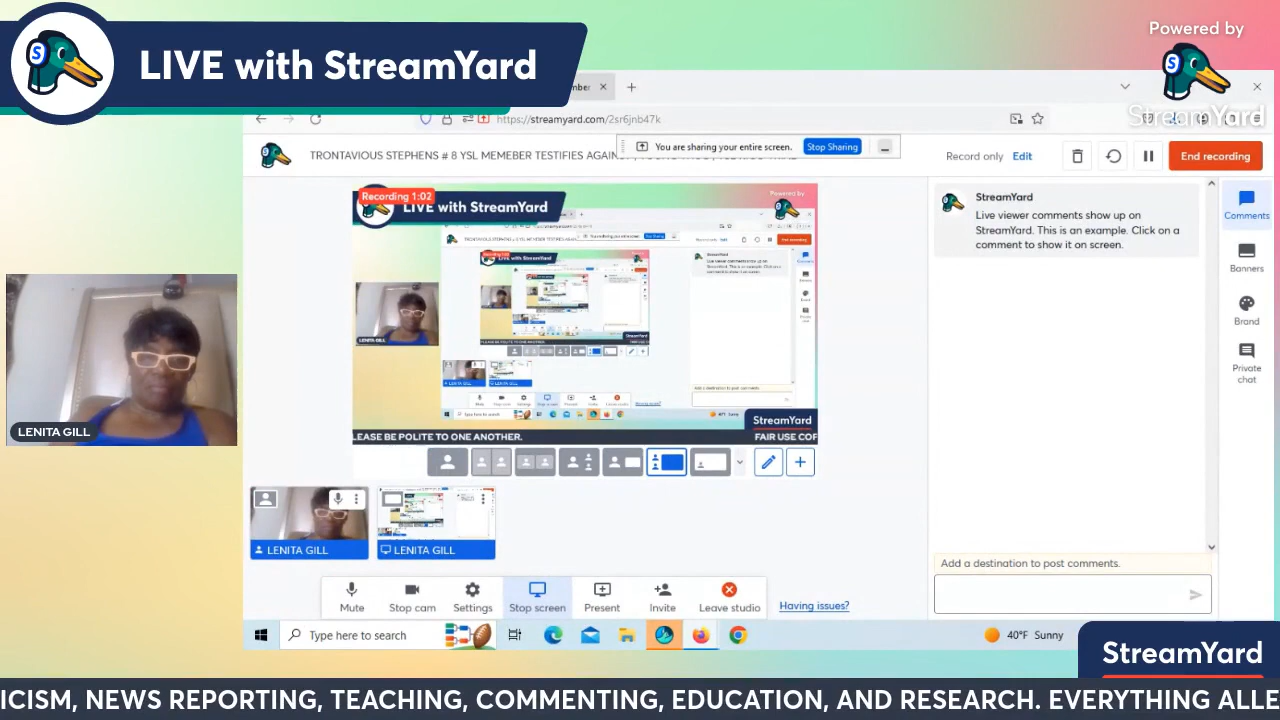 LIVE with StreamYard
Powered by
StreamYard
https://streamyard.com/2sr6jnb47k
You are sharing your entire screen.
Stop Sharing
TRONTAVIOUS STEPHENS # 8 YSL MEMEBER TESTIFIES
Record only
Edit
End recording
Recording 1:02
LIVE with StreamYard
Powered by
StreamYard
Live viewer comments show up on
StreamYard. This is an example. Click on a
comment to show it on screen.
Comments
Banners
Brand
Private
chat
LENITA GILL
LENITA GILL
StreamYard
LEASE BE POLITE TO ONE ANOTHER.
FAIR USE COP
LENITA GILL
LENITA GILL
Add a destination to post comments.
Mute
Stop cam
Settings
Stop screen
Present
Invite
Leave studio
Having issues?
Type here to search
40°F Sunny
StreamYard
ICISM, NEWS REPORTING, TEACHING, COMMENTING, EDUCATION, AND RESEARCH. EVERYTHING ALLE